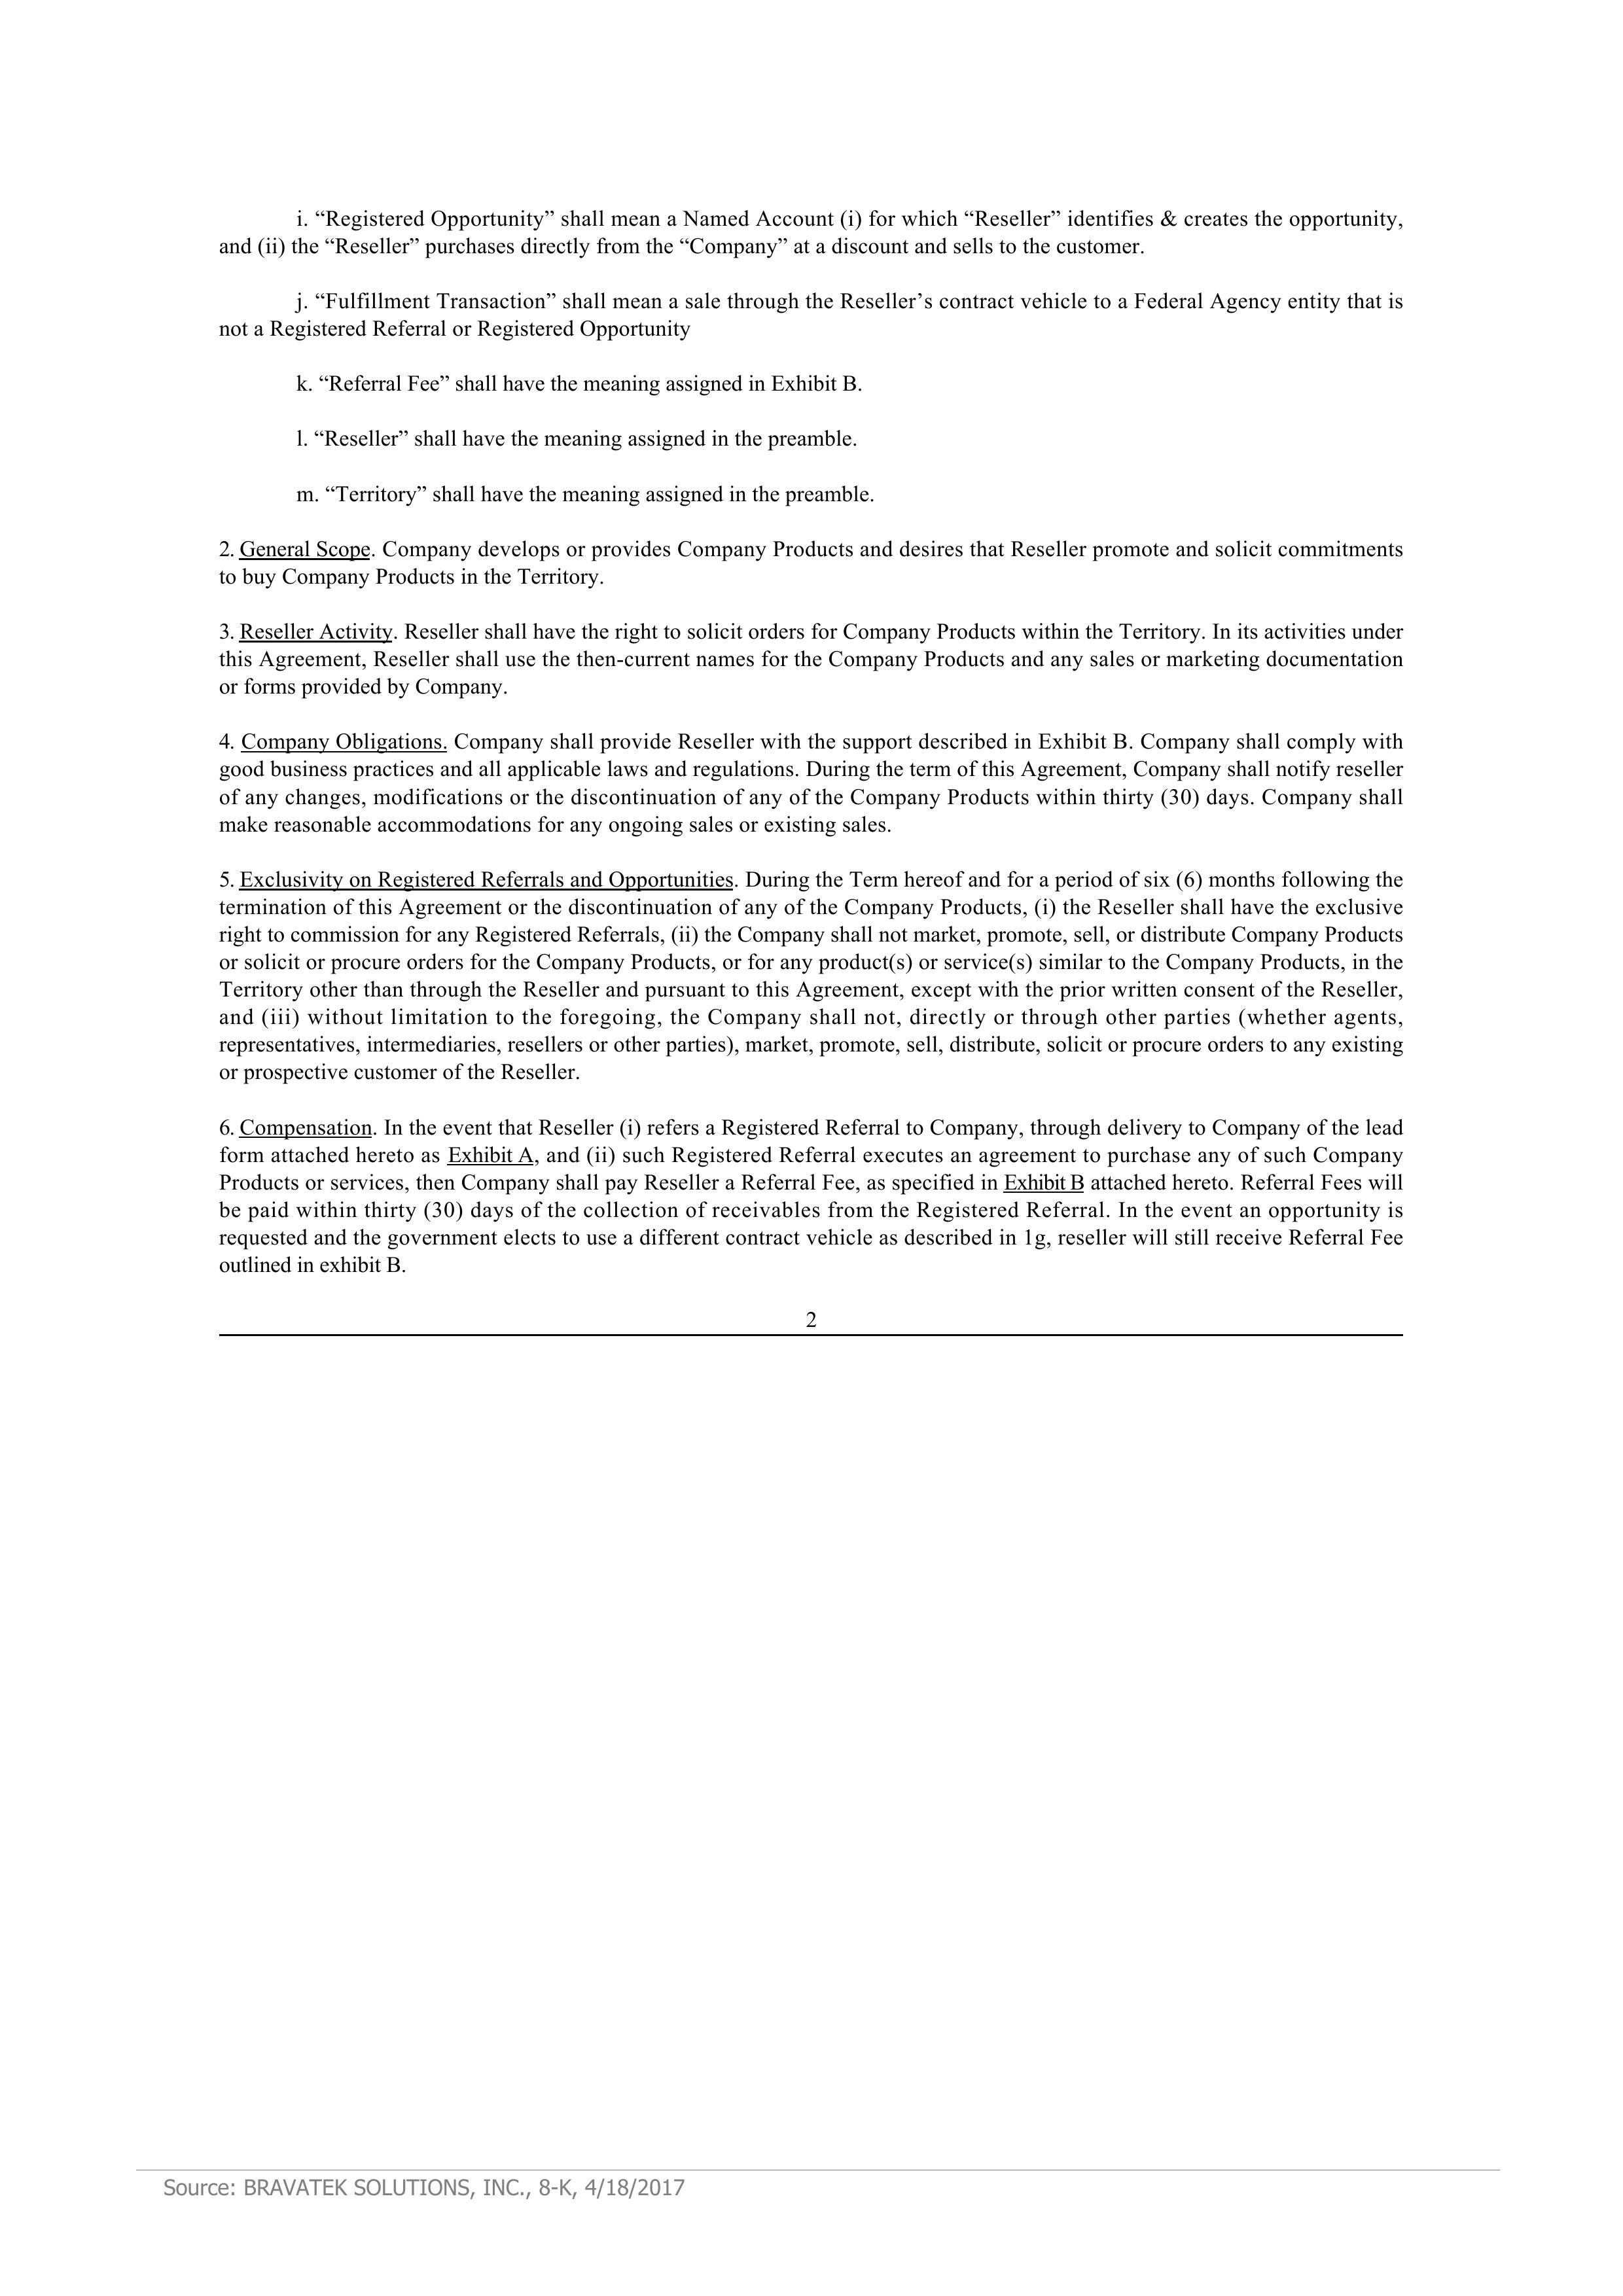 i. “Registered Opportunity” shall mean a Named Account (i) for which “Reseller” identifies & creates the opportunity,
and (ii) the “Reseller” purchases directly from the “Company” at a discount and sells to the customer.
j. “Fulfillment Transaction” shall mean a sale through the Reseller’s contract vehicle to a Federal Agency entity that is
not a Registered Referral or Registered Opportunity
k. “Referral Fee” shall have the meaning assigned in Exhibit B.
l. “Reseller” shall have the meaning assigned in the preamble.
m. “Territory” shall have the meaning assigned in the preamble.
2. General Scope. Company develops or provides Company Products and desires that Reseller promote and solicit commitments
to buy Company Products in the Territory.
3. Reseller Activity. Reseller shall have the right to solicit orders for Company Products within the Territory. In its activities under
this Agreement, Reseller shall use the then-current names for the Company Products and any sales or marketing documentation
or forms provided by Company.
4. Company Obligations. Company shall provide Reseller with the support described in Exhibit B. Company shall comply with
good business practices and all applicable laws and regulations. During the term of this Agreement, Company shall notify reseller
of any changes, modifications or the discontinuation of any of the Company Products within thirty (30) days. Company shall
make reasonable accommodations for any ongoing sales or existing sales.
5. Exclusivity on Registered Referrals and Opportunities. During the Term hereof and for a period of six (6) months following the
termination of this Agreement or the discontinuation of any of the Company Products, (i) the Reseller shall have the exclusive
right to commission for any Registered Referrals, (ii) the Company shall not market, promote, sell, or distribute Company Products
or solicit or procure orders for the Company Products, or for any product(s) or service(s) similar to the Company Products, in the
Territory other than through the Reseller and pursuant to this Agreement, except with the prior written consent of the Reseller,
and (iii) without limitation to the foregoing, the Company shall not, directly or through other parties (whether agents,
representatives, intermediaries, resellers or other parties), market, promote, sell, distribute, solicit or procure orders to any existing
or prospective customer of the Reseller.
6. Compensation. In the event that Reseller (i) refers a Registered Referral to Company, through delivery to Company of the lead
form attached hereto as Exhibit A, and (ii) such Registered Referral executes an agreement to purchase any of such Company
Products or services, then Company shall pay Reseller a Referral Fee, as specified in Exhibit B attached hereto. Referral Fees will
be paid within thirty (30) days of the collection of receivables from the Registered Referral. In the event an opportunity is
requested and the government elects to use a different contract vehicle as described in 1g, reseller will still receive Referral Fee
outlined in exhibit B.
2
Source: BRAVATEK SOLUTIONS, INC., 8-K, 4/18/2017